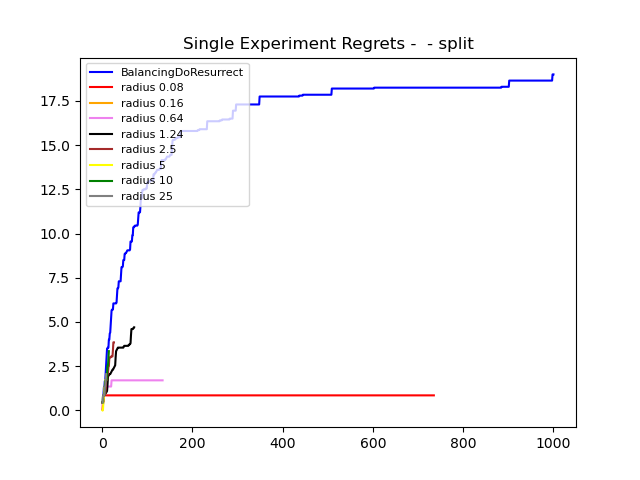 Single Experiment Regrets -  - split
BalancingDoResurrect
radius 0.08
radius 0.16
radius 0.64
radius 1.24
radius 2.5
radius 5
radius 10
radius 25
17.5
15.0
12.5
10.0
7.5
5.0
2.5
0.0
0 200 400 600 800 1000